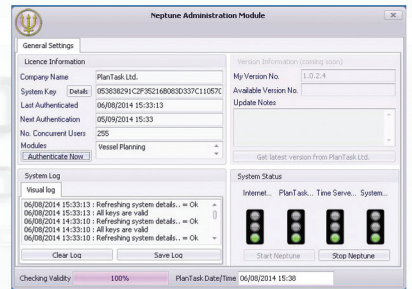 Neptune Administration Module
General Settings
Licence Information
Company Name PlanTask Ltd.
System Key Details 053838291C2F35216B083D337C11057C
Last Authenticated 06/08/2014 15:33:13
Next Authentication 05/09/2014 15:33
No. Concurrent Users 255
Modules Vessel Planning
Authenticate Now
Version Information (coming soon)
My Version No. 1.0.2.4
Available Version No.
Update Notes
Get latest version from PlanTask Ltd.
System Log
Visual log
06/08/2014 15:33:13 : Refreshing system details.. = Ok
06/08/2014 15:33:13 : All keys are valid
06/08/2014 14:33:10 : Refreshing system details.. = Ok
06/08/2014 14:33:10 : All keys are valid
06/08/2014 13:33:10 : Refreshing system details.. = Ok
Clear Log Save Log
System Status
Internet... PlanTask... Time Serve... System...
Start Neptune Stop Neptune
Checking Validity 100% PlanTask Date/Time 06/08/2014 15:38